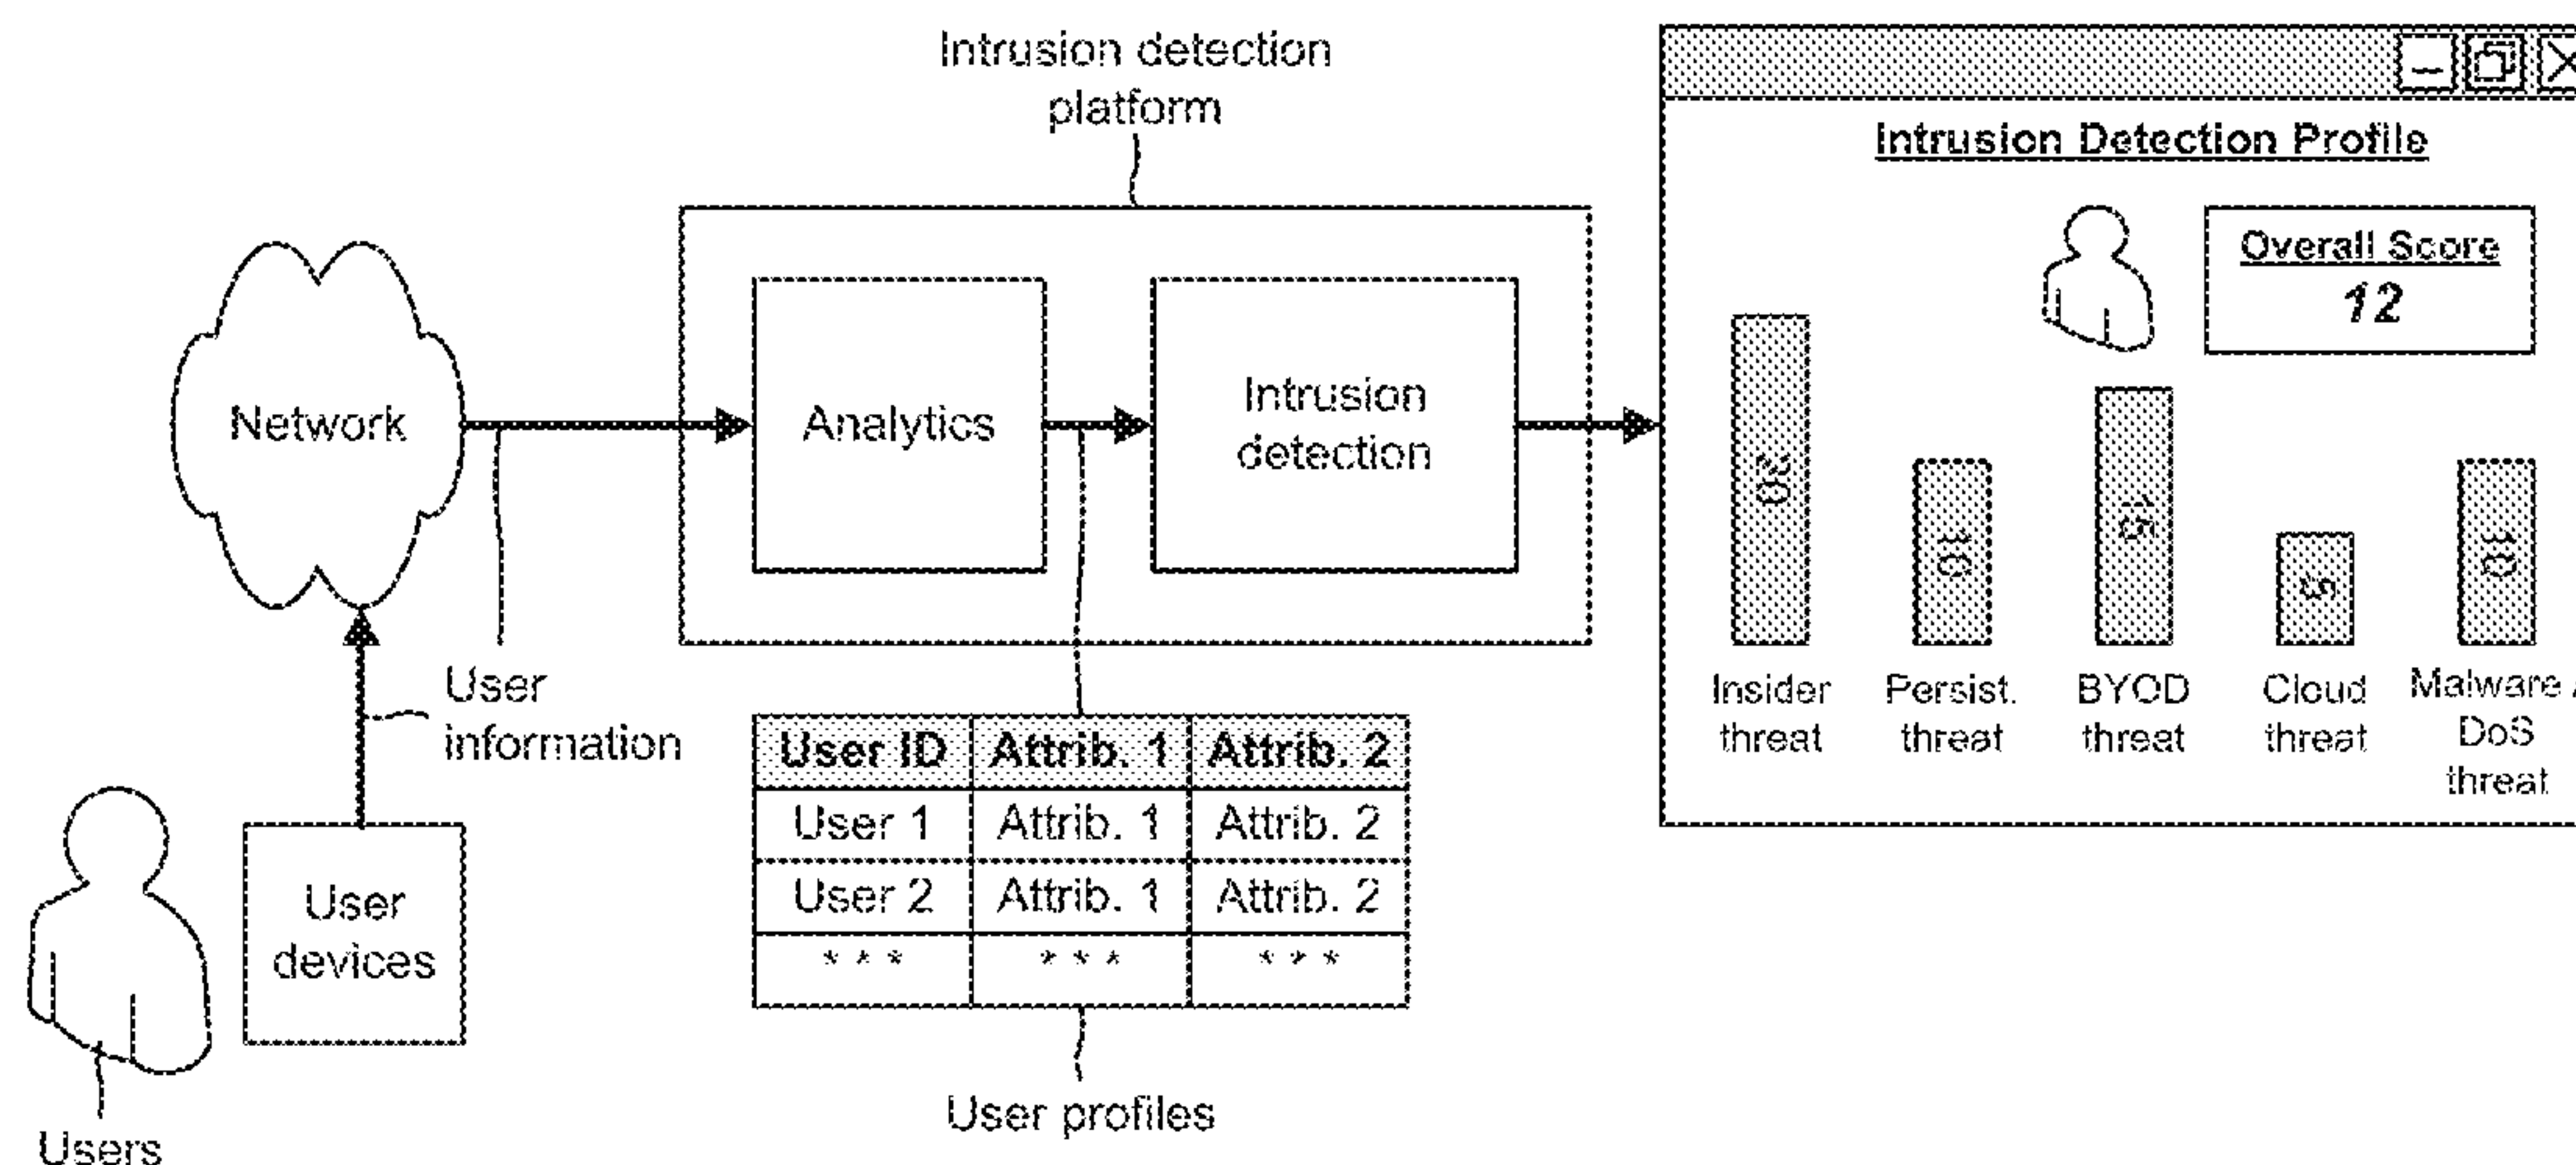 Intrusion detection
platform
Intrusion Detection Profile
Overall Score
12
Network
Analytics
Intrusion
detection
20
10
15
5
10
User
information
Insider
threat
Persist.
threat
BYOD
threat
Cloud
threat
Malware /
DoS
threat
User ID Attrib. 1 Attrib. 2
User 1 Attrib. 1 Attrib. 2
User 2 Attrib. 1 Attrib. 2
* * * * * * * * *
User
devices
User profiles
Users